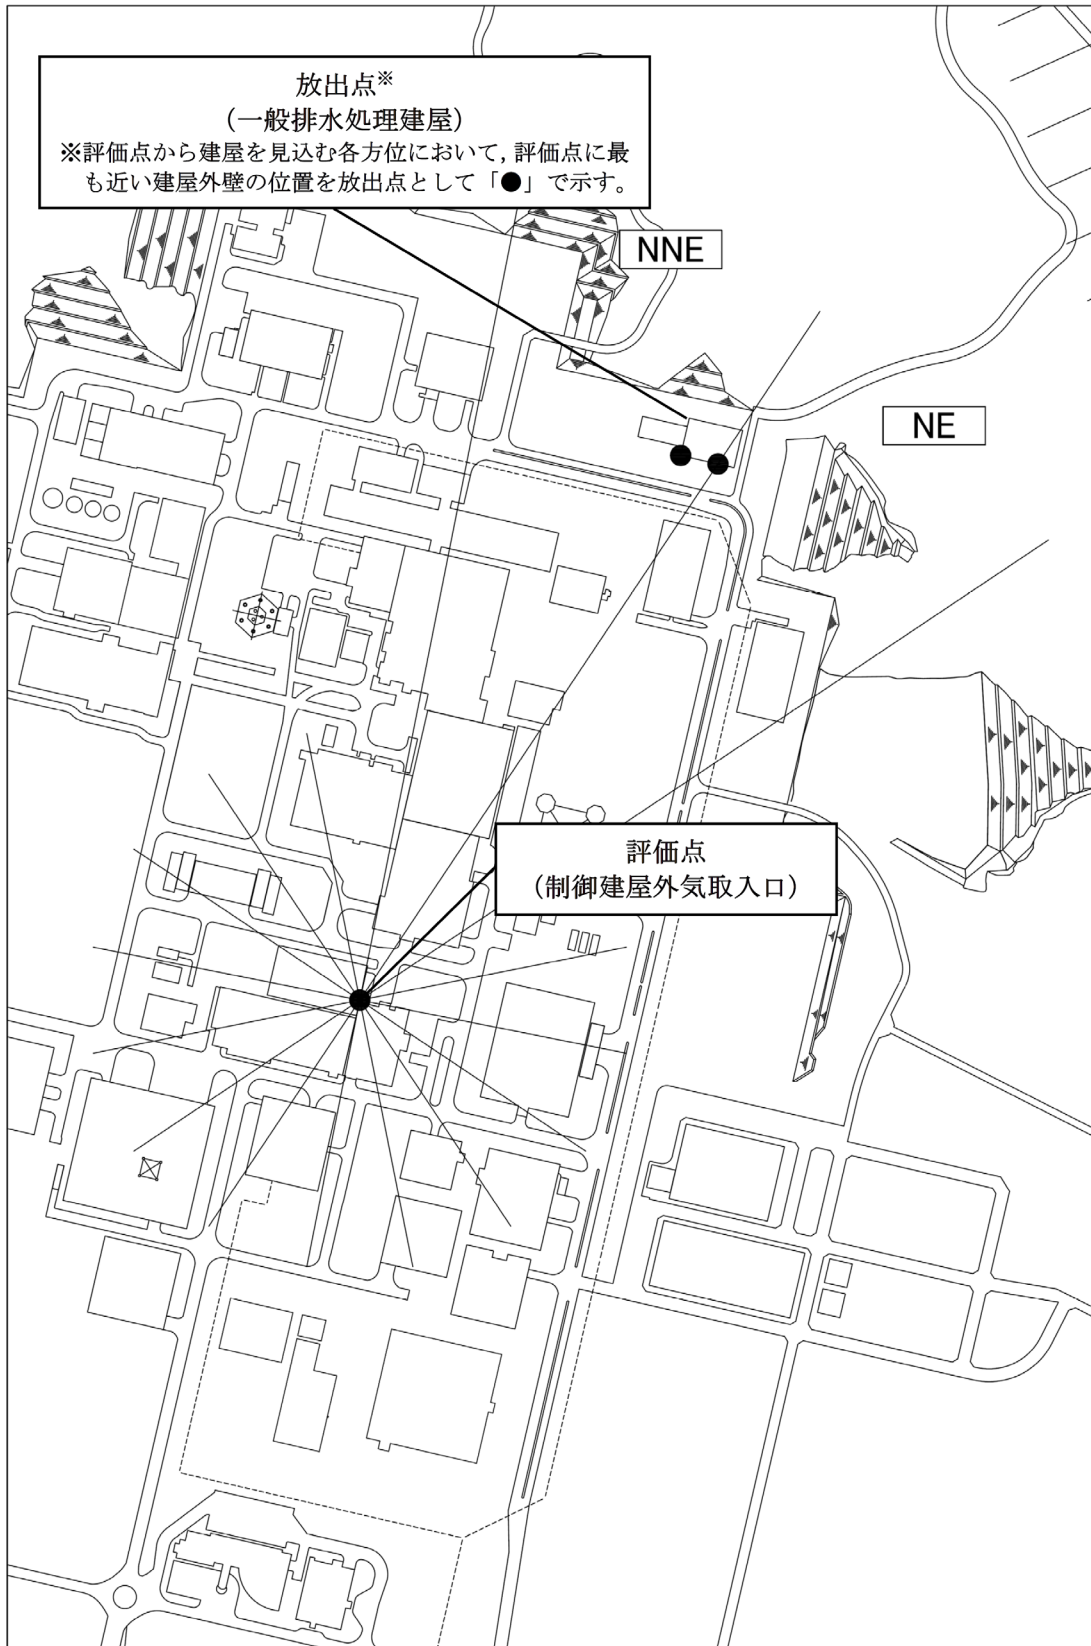 放出点※
(一般排水処理建屋)
※評価点から建屋を見込む各方位において,評価点に最
も近い建屋外壁の位置を放出点として「●」で示す。
NNE
NE
評価点
(制御建屋外気取入口)